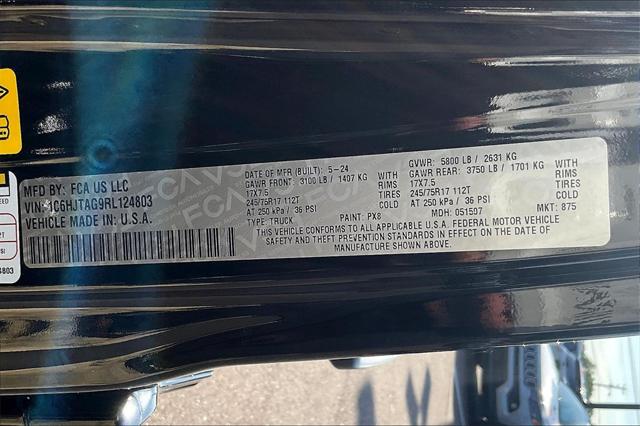 MFD BY: FCA US LLC
VIN: 1C6HJTAG9RL124803
VEHICLE MADE IN U.S.A.
DATE OF MFR (BUILT): 5-24
GAWR FRONT: 3100 LB / 1407 KG WITH
17X7.5 RIMS
245/75R17 112T TIRES
AT 250 kPa / 36 PSI COLD
TYPE: TRUCK
PAINT: PX8
GVWR: 5800 LB / 2631 KG
GAWR REAR: 3750 LB / 1701 KG WITH
17X7.5 RIMS
245/75R17 112T TIRES
AT 250 kPa / 36 PSI COLD
MDH: 051507
MKT: 875
THIS VEHICLE CONFORMS TO ALL APPLICABLE U.S.A. FEDERAL MOTOR VEHICLE
SAFETY AND THEFT PREVENTION STANDARDS IN EFFECT ON THE DATE OF
MANUFACTURE SHOWN ABOVE.
4803